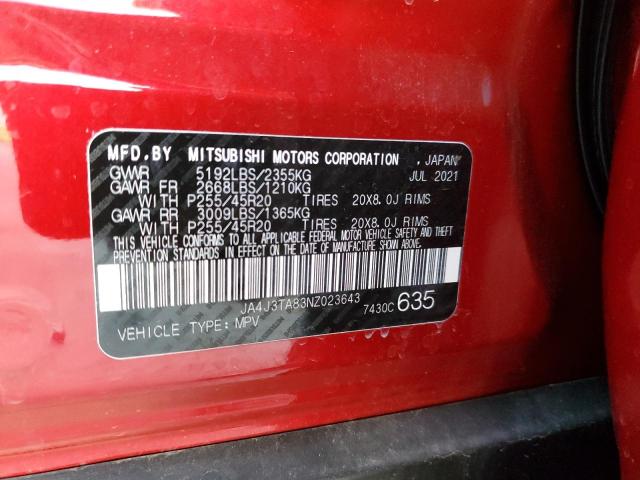 MFD.BY MITSUBISHI MOTORS CORPORATION , JAPAN
GVWR 5192LBS/2355KG JUL 2021
GAWR FR 2668LBS/1210KG
WITH P255/45R20 TIRES 20X8.0J RIMS
GAWR RR 3009LBS/1365KG
WITH P255/45R20 TIRES 20X8.0J RIMS
THIS VEHICLE CONFORMS TO ALL APPLICABLE FEDERAL MOTOR VEHICLE SAFETY AND THEFT
PREVENTION STANDARDS IN EFFECT ON THE DATE OF MANUFACTURE SHOWN ABOVE.
JA4J3TA83NZ023643
7430C 635
VEHICLE TYPE: MPV